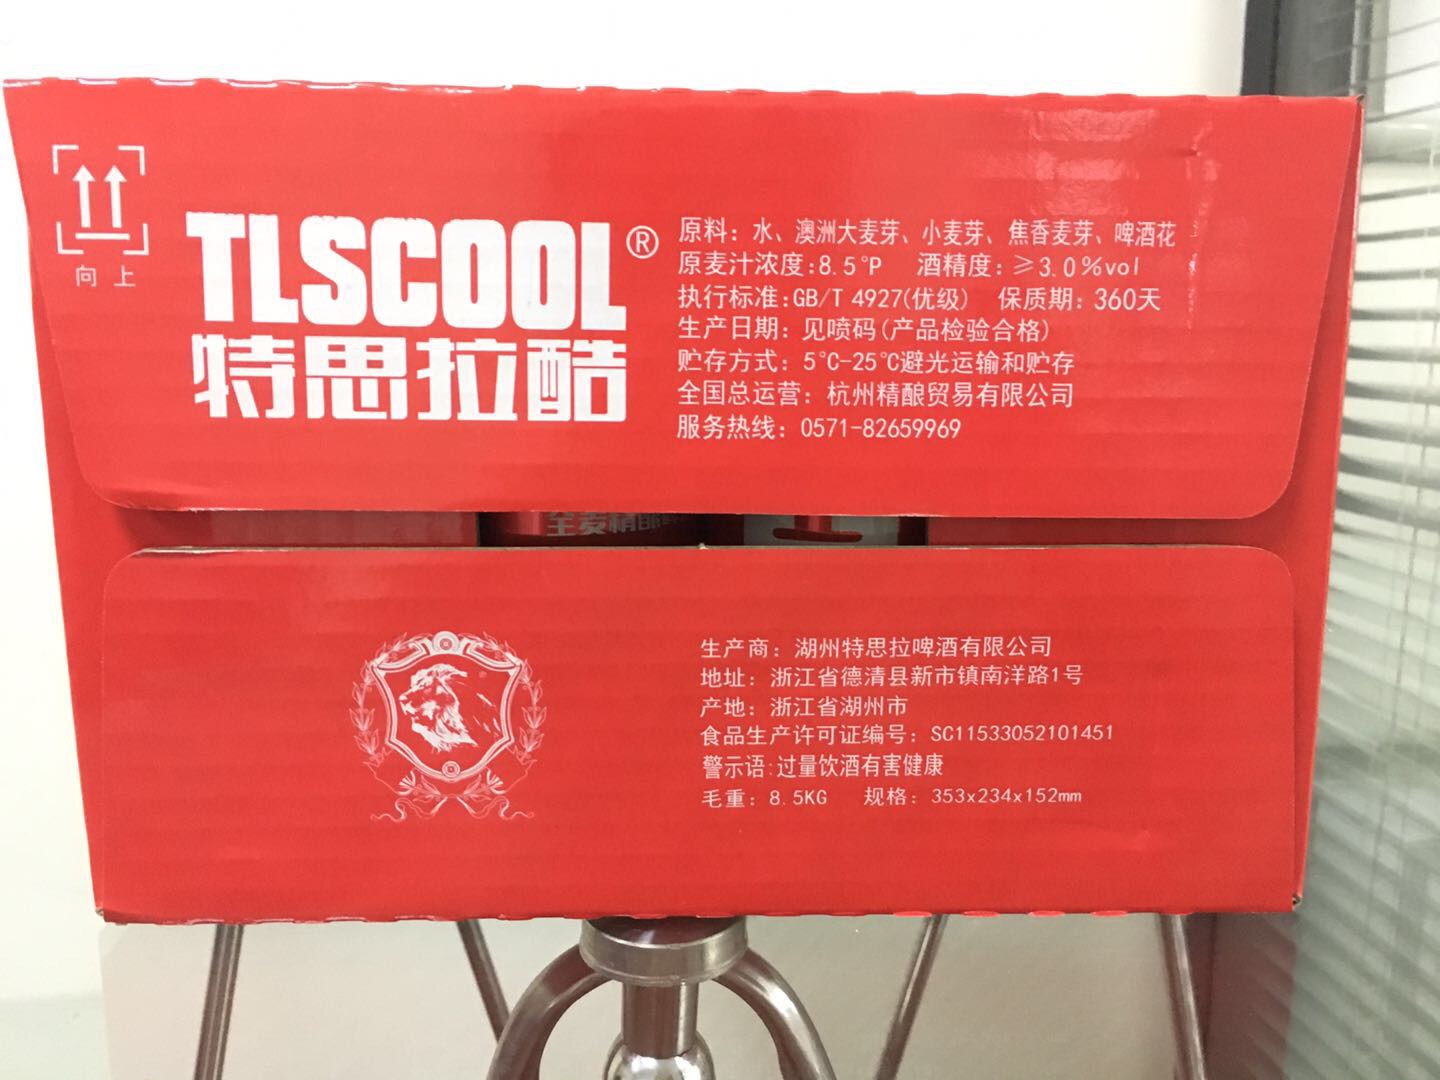 向上
TLSCOOL®
特思拉酷
原料：水、澳洲大麦芽、小麦芽、焦香麦芽、啤酒花
原麦汁浓度：8.5°P 酒精度：≥3.0%vol
执行标准：GB/T 4927(优级) 保质期：360天
生产日期：见喷码(产品检验合格)
贮存方式：5℃-25℃避光运输和贮存
全国总运营：杭州精酿贸易有限公司
服务热线：0571-82659969
全麦精酿
生产商：湖州特思拉啤酒有限公司
地址：浙江省德清县新市镇南洋路1号
产地：浙江省湖州市
食品生产许可证编号：SC11533052101451
警示语：过量饮酒有害健康
毛重：8.5KG 规格：353x234x152mm